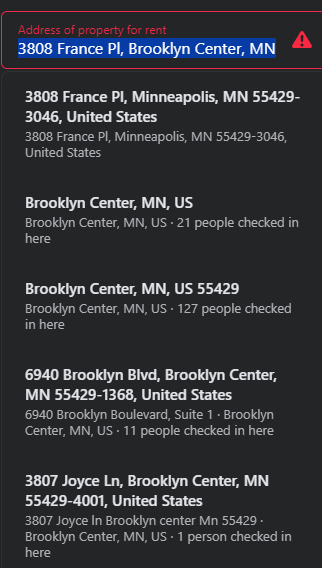 Address of property for rent
3808 France Pl, Brooklyn Center, MN
3808 France Pl, Minneapolis, MN 55429-
3046, United States
3808 France Pl, Minneapolis, MN 55429-3046,
United States
Brooklyn Center, MN, US
Brooklyn Center, MN, US · 21 people checked in
here
Brooklyn Center, MN, US 55429
Brooklyn Center, MN, US · 127 people checked
in here
6940 Brooklyn Blvd, Brooklyn Center,
MN 55429-1368, United States
6940 Brooklyn Boulevard, Suite 1 · Brooklyn
Center, MN, US · 11 people checked in here
3807 Joyce Ln, Brooklyn Center, MN
55429-4001, United States
3807 Joyce ln Brooklyn center Mn 55429 ·
Brooklyn Center, MN, US · 1 person checked in
here